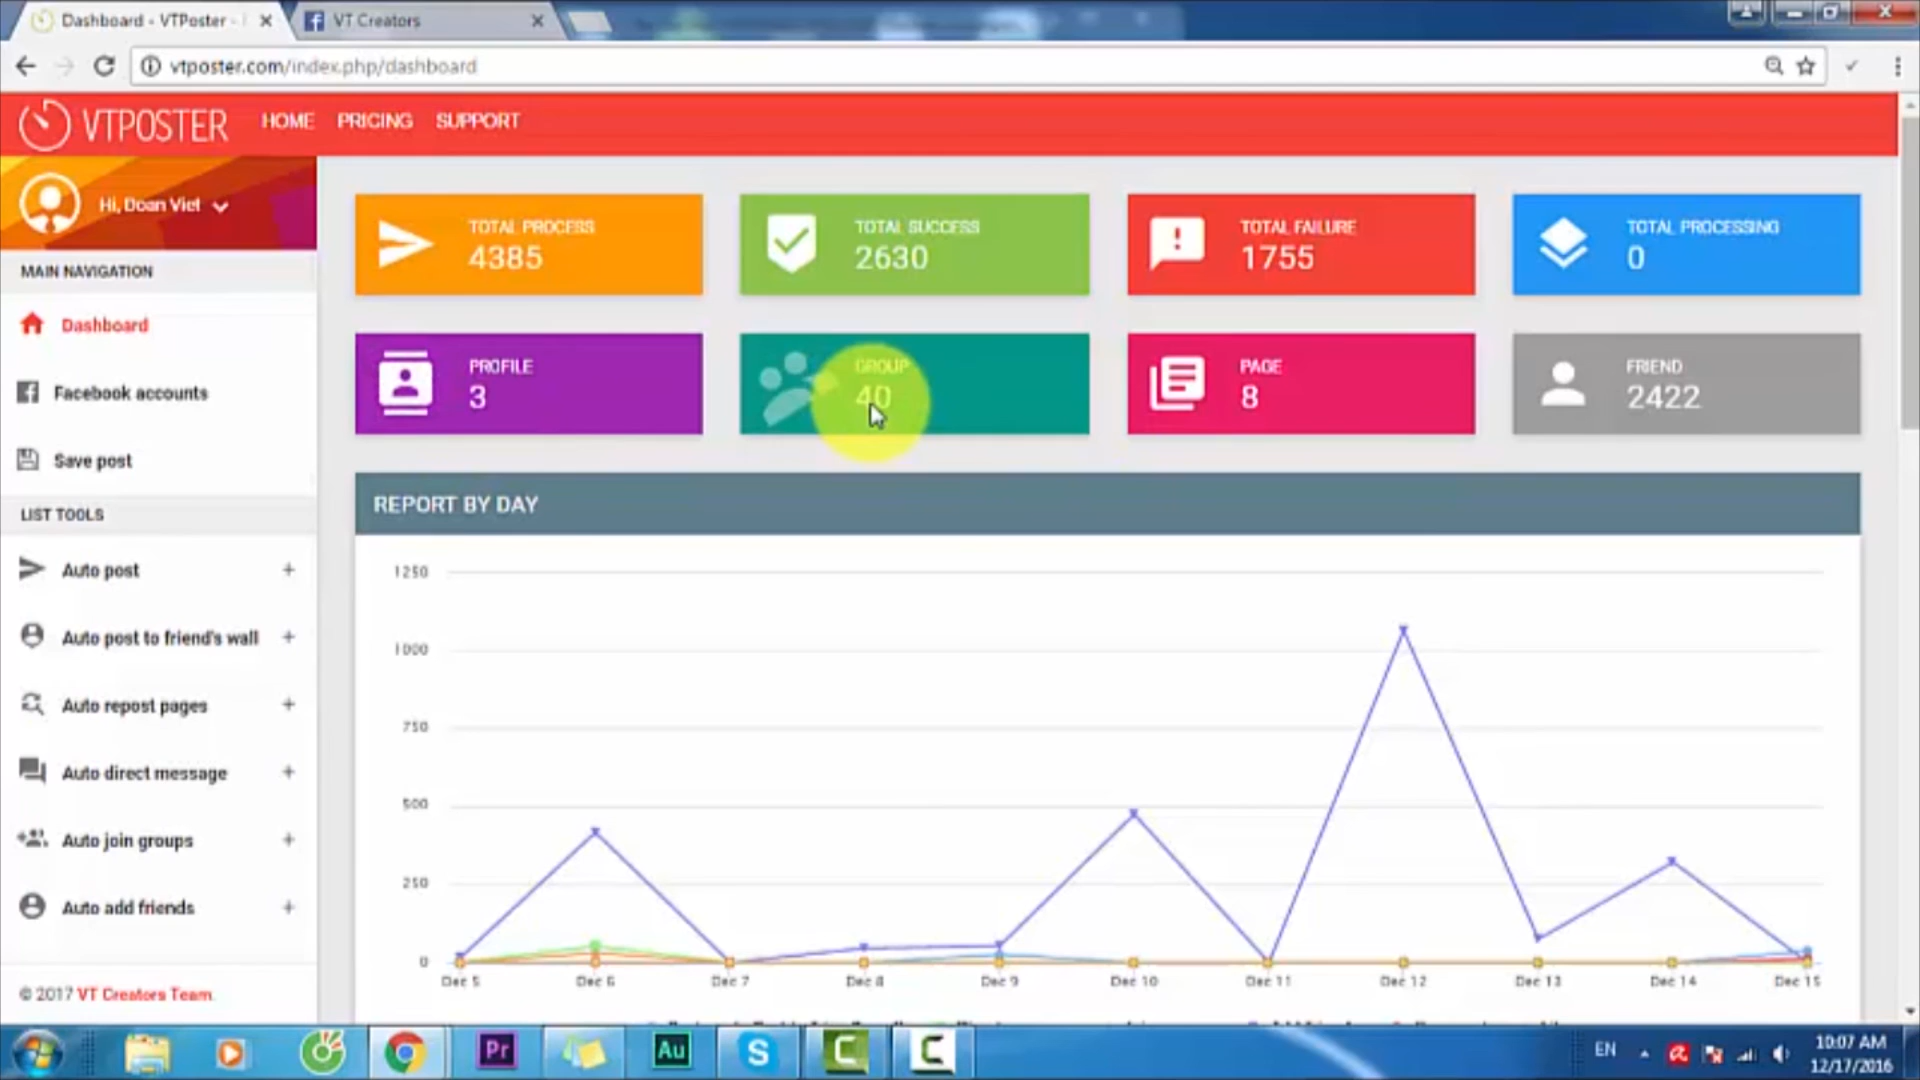 Dashboard - VTPoster -
VT Creators
vtposter.com/index.php/dashboard
VTPOSTER
HOME
PRICING
SUPPORT
Hi, Doan Viet
MAIN NAVIGATION
Dashboard
Facebook accounts
Save post
LIST TOOLS
Auto post
Auto post to friend's wall
Auto repost pages
Auto direct message
Auto join groups
Auto add friends
© 2017 VT Creators Team.
TOTAL PROCESS
4385
TOTAL SUCCESS
2630
TOTAL FAILURE
1755
TOTAL PROCESSING
0
PROFILE
3
GROUP
40
PAGE
8
FRIEND
2422
REPORT BY DAY
1250
1000
750
500
250
0
Dec 5
Dec 6
Dec 7
Dec 8
Dec 9
Dec 10
Dec 11
Dec 12
Dec 13
Dec 14
Dec 15
Pr
Au
S
C
C
EN
10:07 AM
12/17/2016